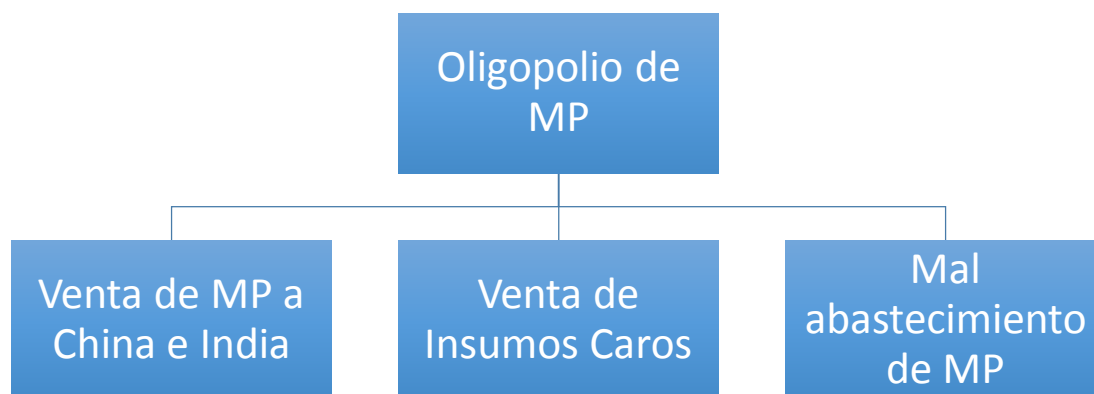 Oligopolio de
MP
Venta de MP a
China e India
Venta de
Insumos Caros
Mal
abastecimiento
de MP